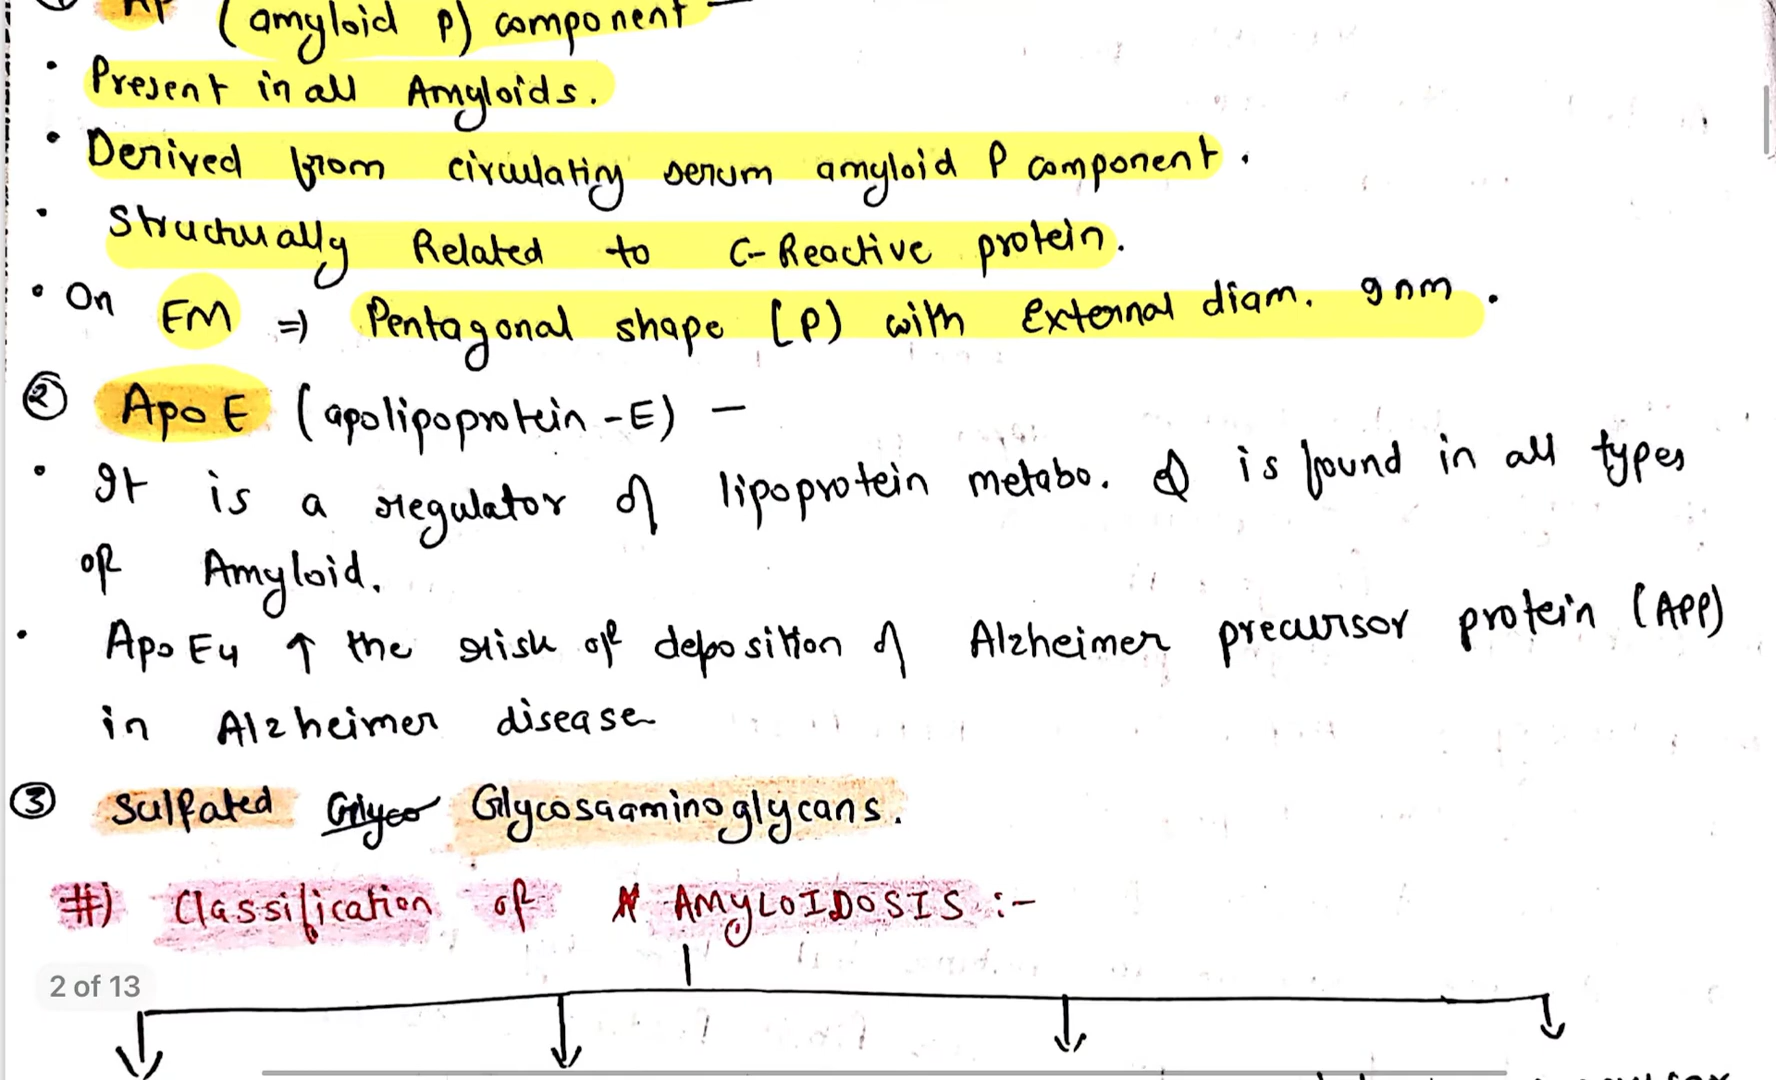 ① AP (amyloid P) component –
• Present in all Amyloids.
• Derived from circulating serum amyloid P component.
• Structurally Related to C-Reactive protein.
• On EM ⇒ Pentagonal shape [P) with External diam. 9nm.
② Apo E (apolipoprotein -E) –
• It is a regulator of lipoprotein metabo. & is found in all types
of Amyloid.
• Apo E4 ↑ the risk of deposition of Alzheimer precursor protein (APP)
in Alzheimer disease
③ Sulfated Glyco Glycosaaminoglycans.
#) Classification of A AMYLOIDOSIS :-
2 of 13